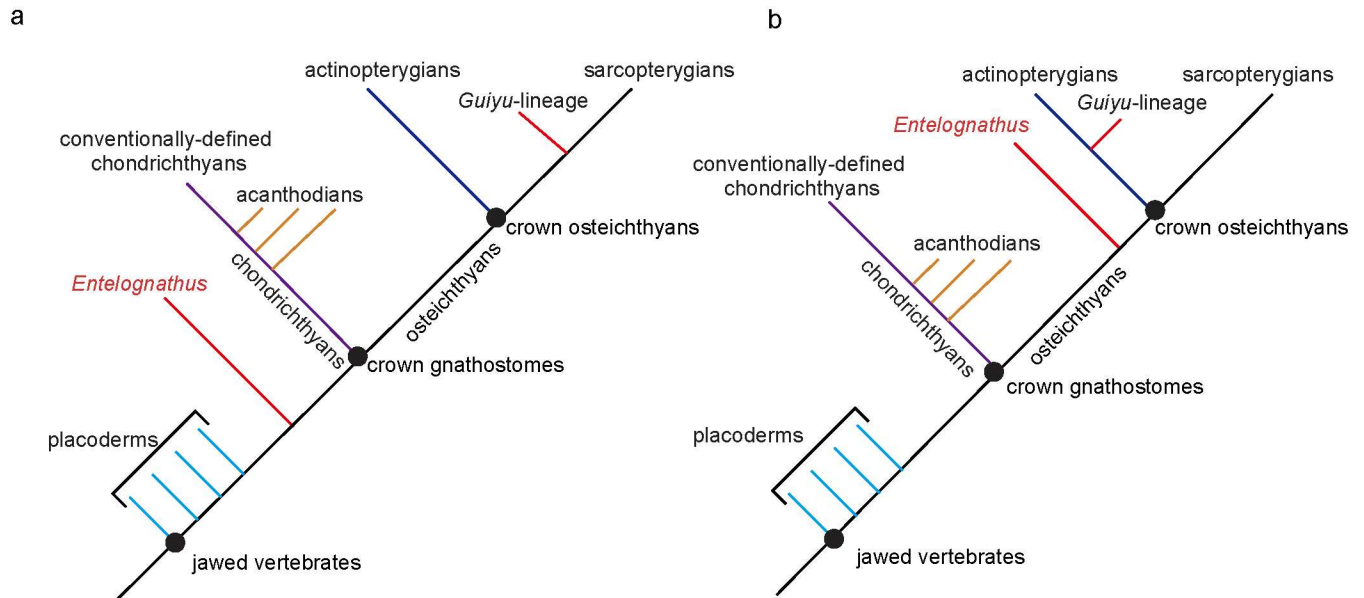 a
actinopterygians
sarcopterygians
Guiyu-lineage
conventionally-defined
chondrichthyans
acanthodians
crown osteichthyans
chondrichthyans
osteichthyans
Entelognathus
crown gnathostomes
placoderms
jawed vertebrates
b
actinopterygians
sarcopterygians
Guiyu-lineage
Entelognathus
conventionally-defined
chondrichthyans
crown osteichthyans
acanthodians
chondrichthyans
osteichthyans
crown gnathostomes
placoderms
jawed vertebrates